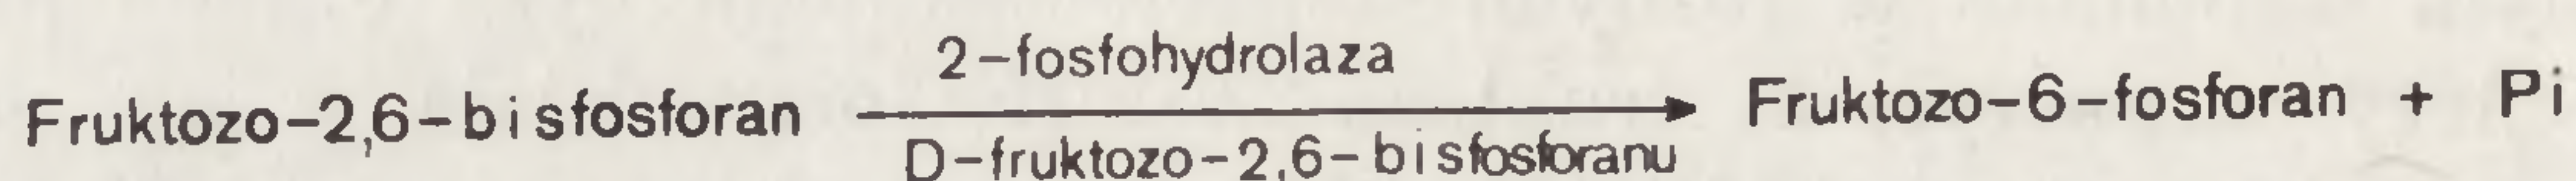 2-fosfohydrolaza
Fruktozo-2,6-bisfosforan → Fruktozo-6-fosforan + Pi
D-fruktozo-2,6-bisfosforanu